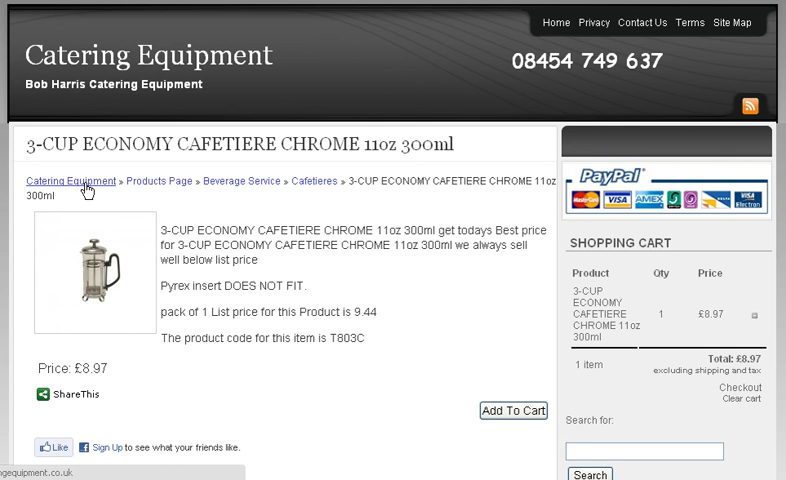 Home Privacy Contact Us Terms Site Map
Catering Equipment
08454 749 637
Bob Harris Catering Equipment
3-CUP ECONOMY CAFETIERE CHROME 11oz 300ml
Catering Equipment » Products Page » Beverage Service » Cafetieres » 3-CUP ECONOMY CAFETIERE CHROME 11oz
300ml
3-CUP ECONOMY CAFETIERE CHROME 11oz 300ml get todays Best price
for 3-CUP ECONOMY CAFETIERE CHROME 11oz 300ml we always sell
well below list price
Pyrex insert DOES NOT FIT.
pack of 1 List price for this Product is 9.44
The product code for this item is T803C
Price: £8.97
ShareThis
Add To Cart
Like Sign Up to see what your friends like.
ngequipment.co.uk
PayPal
VISA AMEX VISA
Electron
SHOPPING CART
Product Qty Price
3-CUP
ECONOMY
CAFETIERE
CHROME 11oz
300ml
1 £8.97
1 item
Total: £8.97
excluding shipping and tax
Checkout
Clear cart
Search for:
Search